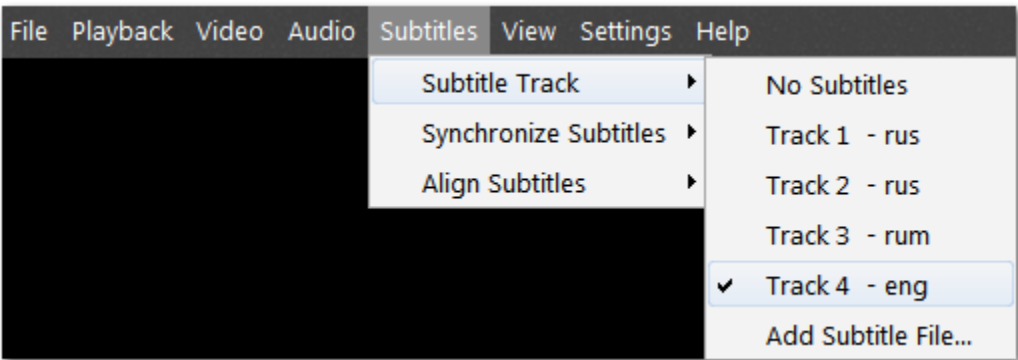 File Playback Video Audio Subtitles View Settings Help
Subtitle Track
Synchronize Subtitles
Align Subtitles
No Subtitles
Track 1 - rus
Track 2 - rus
Track 3 - rum
Track 4 - eng
Add Subtitle File...